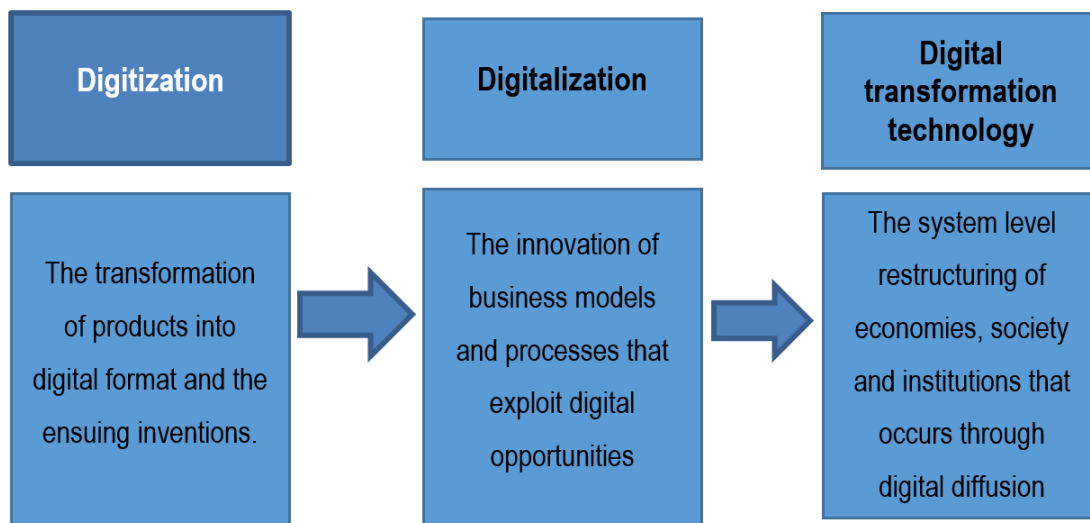 Digitization
Digitalization
Digital
transformation
technology
The transformation
of products into
digital format and the
ensuing inventions.
The innovation of
business models
and processes that
exploit digital
opportunities
The system level
restructuring of
economies, society
and institutions that
occurs through
digital diffusion